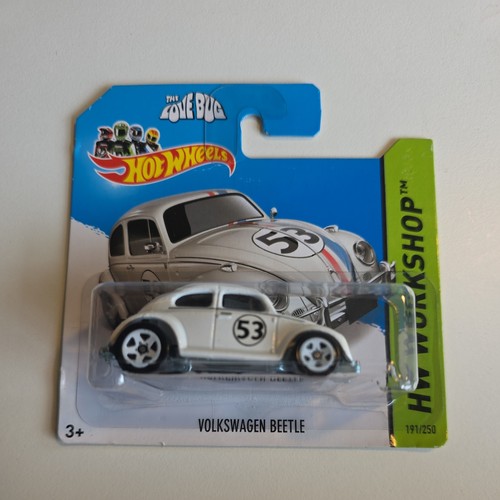 THE
LOVE BUG
HOT WHEELS
53
53
VOLKSWAGEN BEETLE
3+
HW WORKSHOP™
191/250